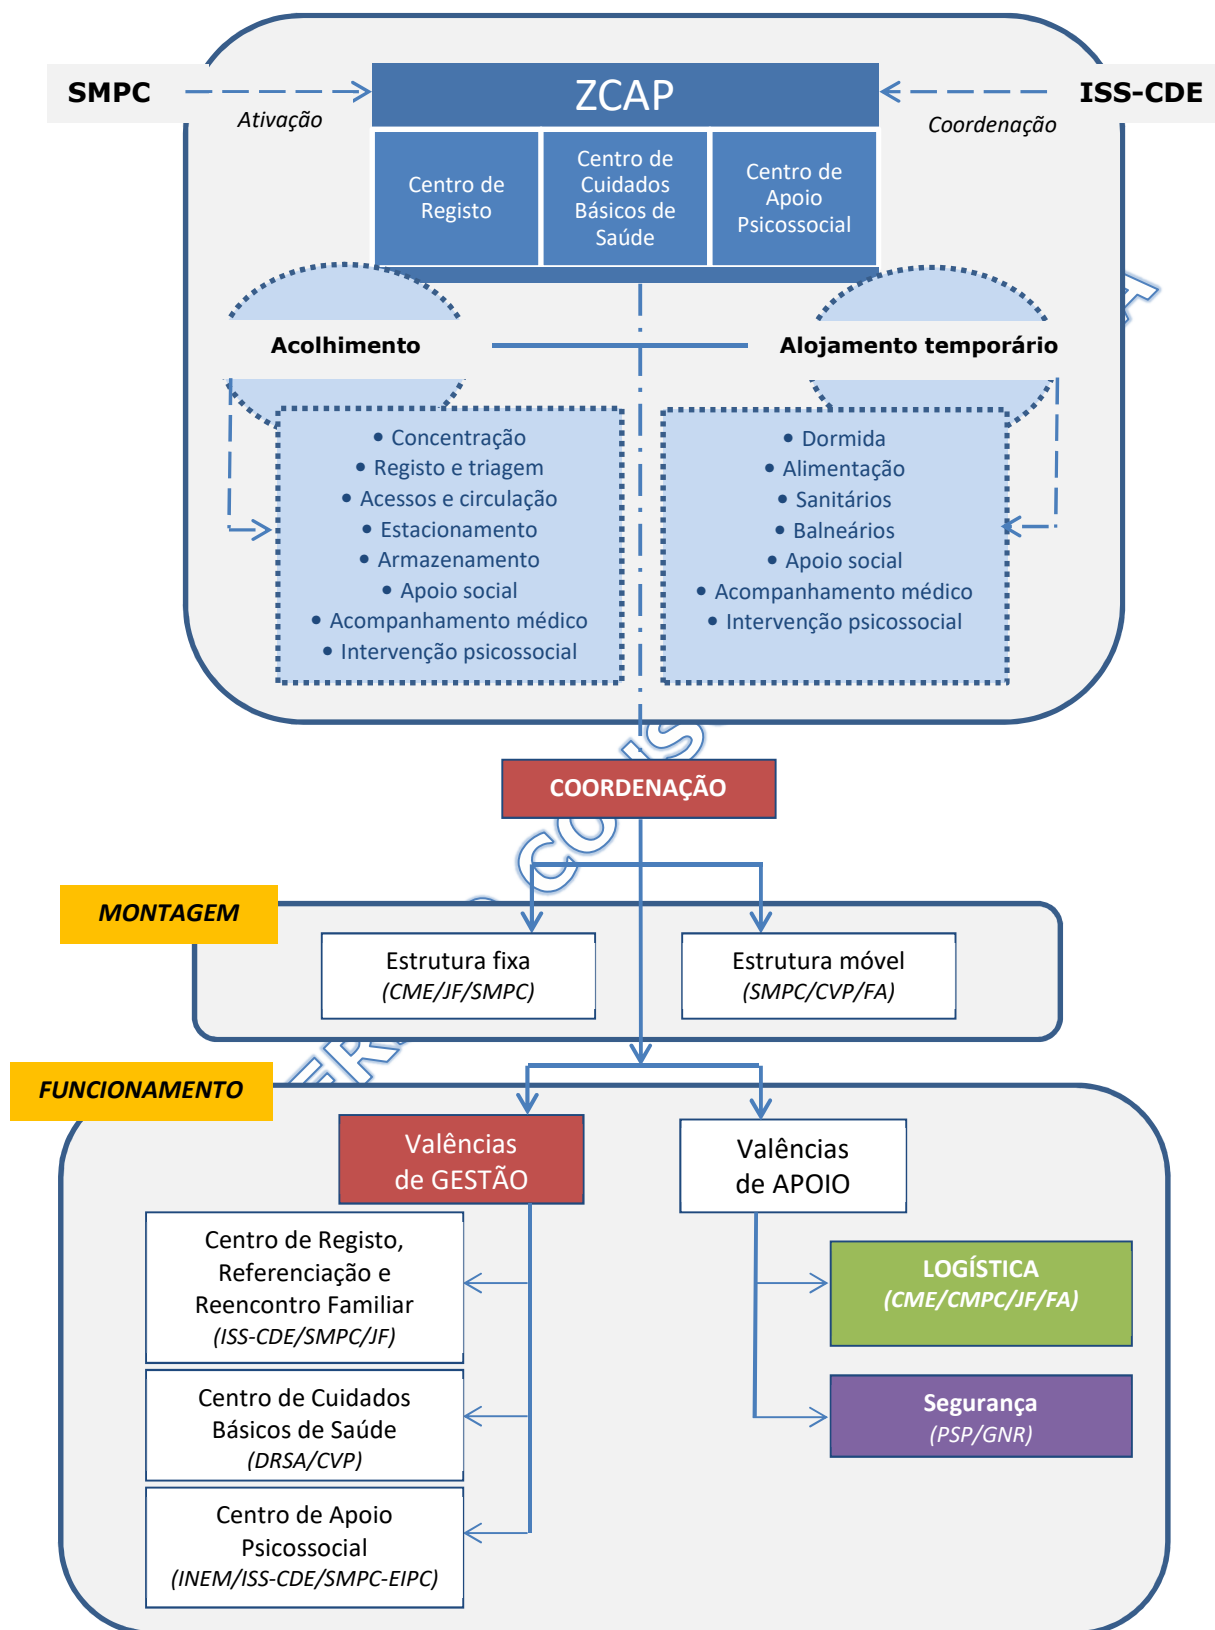 SMPC
Ativação
ZCAP
ISS-CDE
Coordenação
Centro de
Registo
Centro de
Cuidados
Básicos de
Saúde
Centro de
Apoio
Psicossocial
Acolhimento
Alojamento temporário
• Concentração
• Registo e triagem
• Acessos e circulação
• Estacionamento
• Armazenamento
• Apoio social
• Acompanhamento médico
• Intervenção psicossocial
• Dormida
• Alimentação
• Sanitários
• Balneários
• Apoio social
• Acompanhamento médico
• Intervenção psicossocial
COORDENAÇÃO
MONTAGEM
Estrutura fixa
(CME/JF/SMPC)
Estrutura móvel
(SMPC/CVP/FA)
FUNCIONAMENTO
Valências
de GESTÃO
Valências
de APOIO
Centro de Registo,
Referenciação e
Reencontro Familiar
(ISS-CDE/SMPC/JF)
Centro de Cuidados
Básicos de Saúde
(DRSA/CVP)
Centro de Apoio
Psicossocial
(INEM/ISS-CDE/SMPC-EIPC)
LOGÍSTICA
(CME/CMPC/JF/FA)
Segurança
(PSP/GNR)